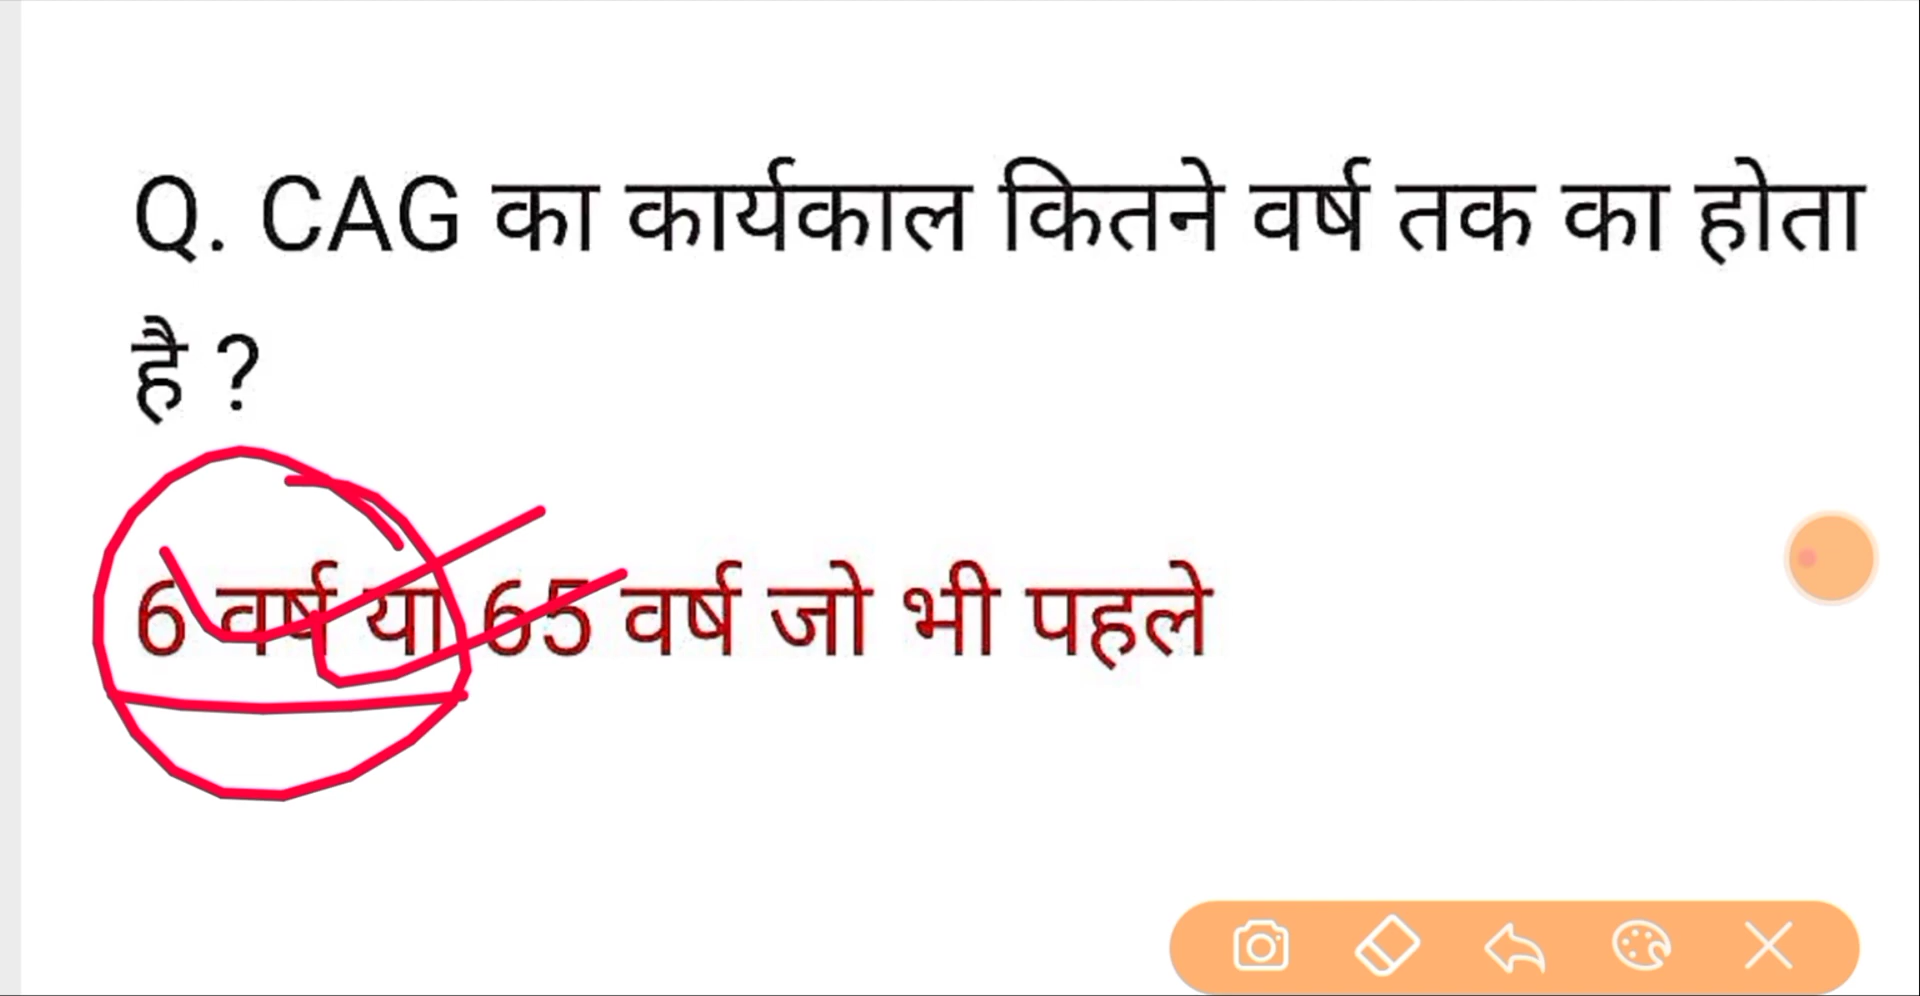 Q. CAG का कार्यकाल कितने वर्ष तक का होता
है ?
6 वर्ष या 65 वर्ष जो भी पहले